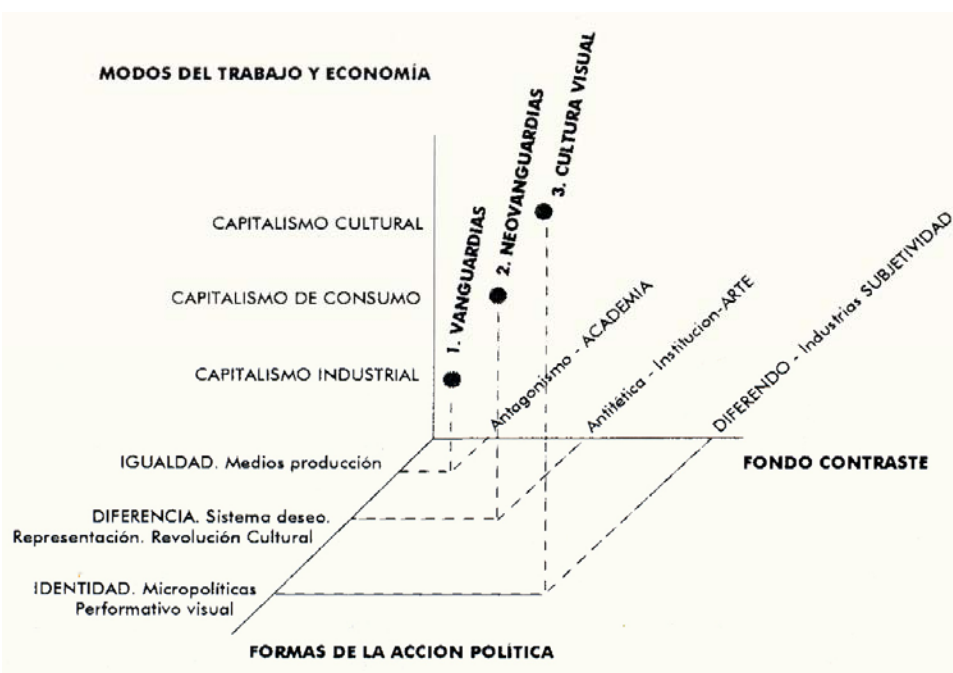 MODOS DEL TRABAJO Y ECONOMÍA
1. VANGUARDIAS
2. NEOVANGUARDIAS
3. CULTURA VISUAL
CAPITALISMO CULTURAL
CAPITALISMO DE CONSUMO
CAPITALISMO INDUSTRIAL
Antagonismo - ACADEMIA
Antitética - Institucion-ARTE
DIFERENDO - Industrias SUBJETIVIDAD
IGUALDAD. Medios producción
FONDO CONTRASTE
DIFERENCIA. Sistema deseo.
Representación. Revolución Cultural
IDENTIDAD. Micropolíticas
Performativo visual
FORMAS DE LA ACCION POLÍTICA